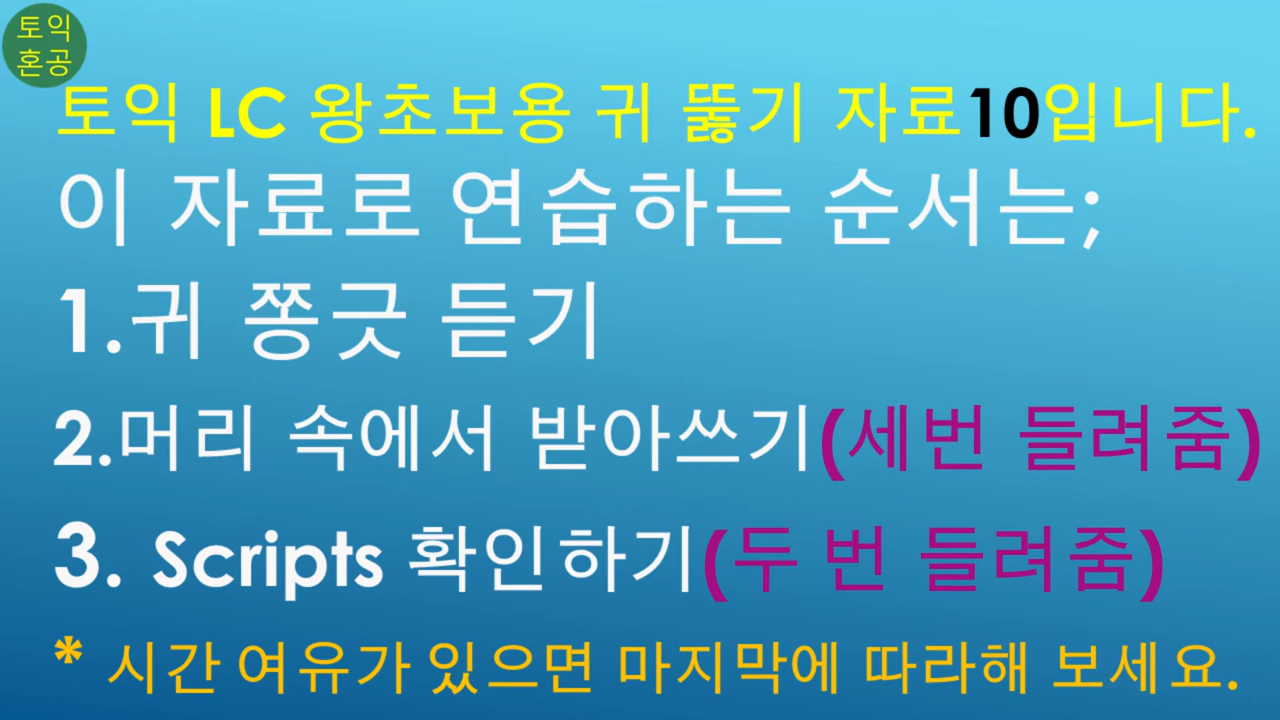 토익
혼공
토익 LC 왕초보용 귀 뚫기 자료10입니다.
이 자료로 연습하는 순서는;
1.귀 쫑긋 듣기
2.머리 속에서 받아쓰기(세번 들려줌)
3. Scripts 확인하기(두 번 들려줌)
* 시간 여유가 있으면 마지막에 따라해 보세요.